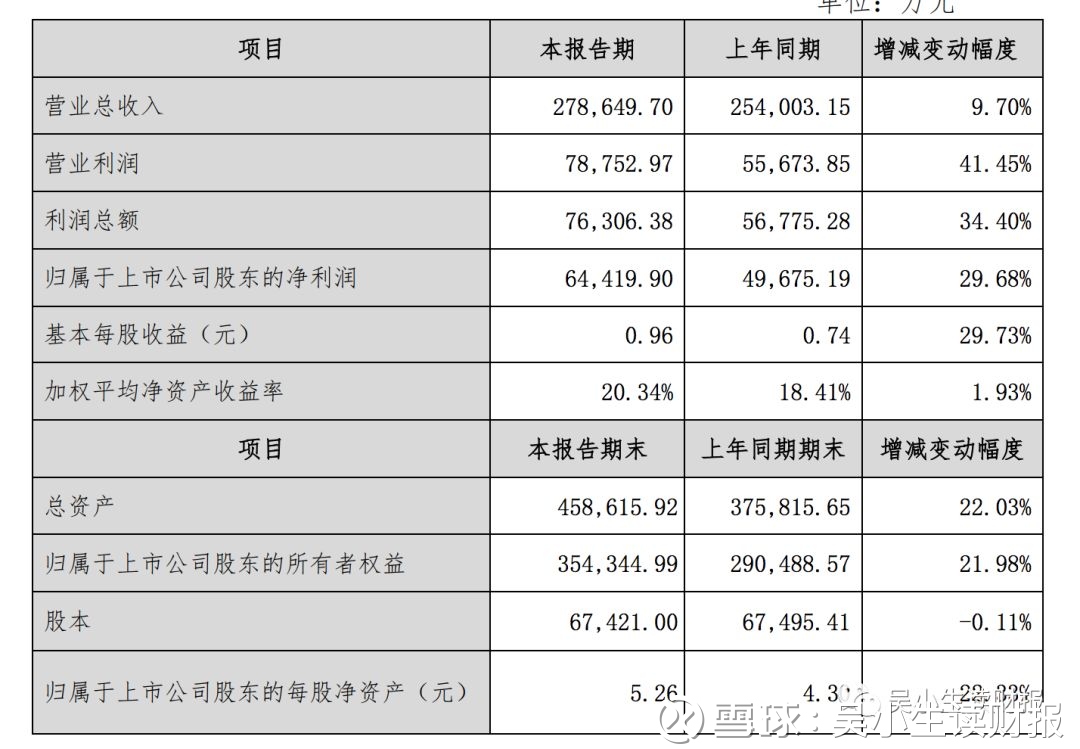 单位：万元
项目 本报告期 上年同期 增减变动幅度
营业总收入 278,649.70 254,003.15 9.70%
营业利润 78,752.97 55,673.85 41.45%
利润总额 76,306.38 56,775.28 34.40%
归属于上市公司股东的净利润 64,419.90 49,675.19 29.68%
基本每股收益（元） 0.96 0.74 29.73%
加权平均净资产收益率 20.34% 18.41% 1.93%
项目 本报告期末 上年同期期末 增减变动幅度
总资产 458,615.92 375,815.65 22.03%
归属于上市公司股东的所有者权益 354,344.99 290,488.57 21.98%
股本 67,421.00 67,495.41 -0.11%
归属于上市公司股东的每股净资产（元） 5.26
吴小生读财报
雪球：吴小生读财报